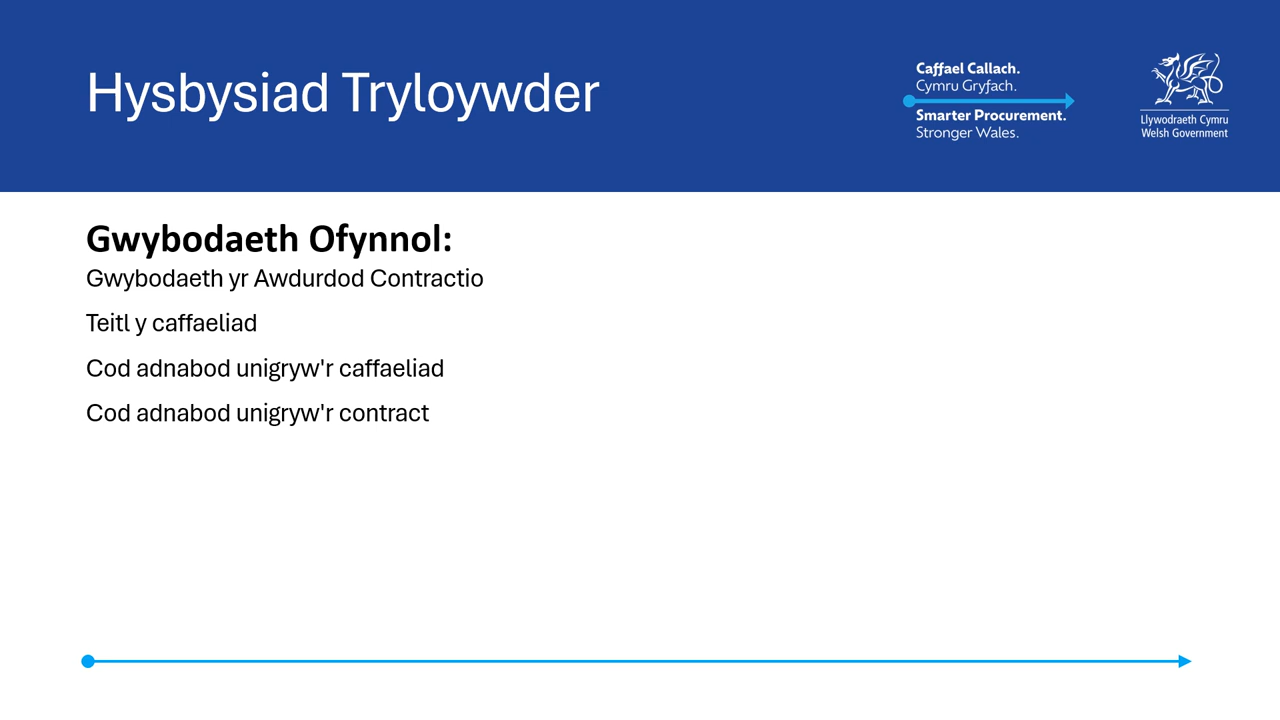 Hysbysiad Tryloywder
Caffael Callach.
Cymru Gryfach.
Smarter Procurement.
Stronger Wales.
Llywodraeth Cymru
Welsh Government
Gwybodaeth Ofynnol:
Gwybodaeth yr Awdurdod Contractio
Teitl y caffaeliad
Cod adnabod unigryw'r caffaeliad
Cod adnabod unigryw'r contract